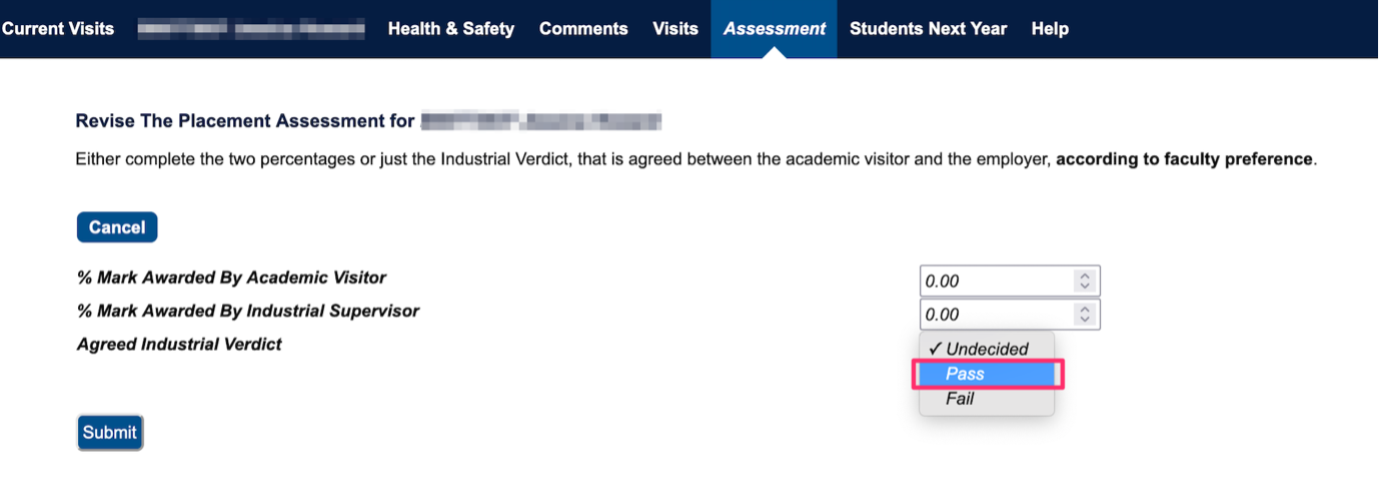 Current Visits Health & Safety Comments Visits Assessment Students Next Year Help
Revise The Placement Assessment for
Either complete the two percentages or just the Industrial Verdict, that is agreed between the academic visitor and the employer, according to faculty preference.
Cancel
% Mark Awarded By Academic Visitor 0.00
% Mark Awarded By Industrial Supervisor 0.00
Agreed Industrial Verdict ✓ Undecided
Pass
Fail
Submit